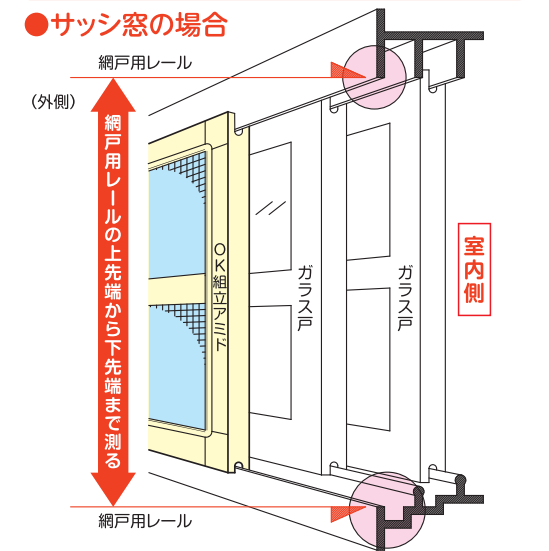 ●サッシ窓の場合
網戸用レール
（外側）
網戸用レールの上先端から下先端まで測る
OK組立アミド
ガラス戸
ガラス戸
室内側
網戸用レール